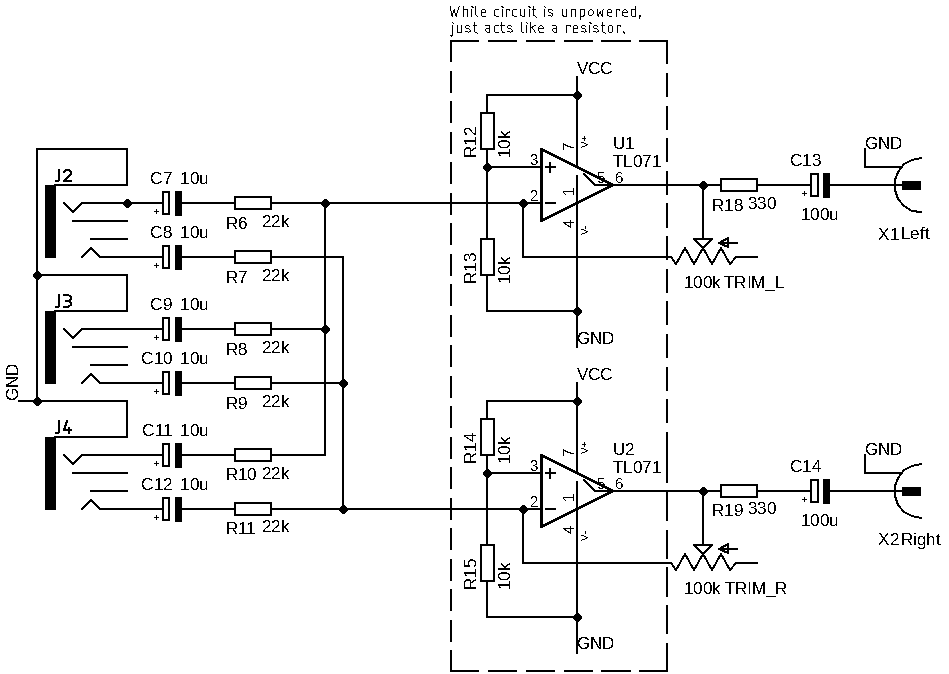 While circuit is unpowered,
just acts like a resistor.
VCC
R12
10k
U1
TL071
7
V+
3
+
2
-
1
5
6
4
V-
R13
10k
GND
J2
C7 10u
R6 22k
C8 10u
R7 22k
J3
C9 10u
R8 22k
C10 10u
R9 22k
GND
J4
C11 10u
R10 22k
C12 10u
R11 22k
R18 330
C13
+
100u
GND
X1 Left
100k TRIM_L
VCC
R14
10k
U2
TL071
7
V+
3
+
2
-
1
5
6
4
V-
R15
10k
GND
R19 330
C14
+
100u
GND
X2 Right
100k TRIM_R